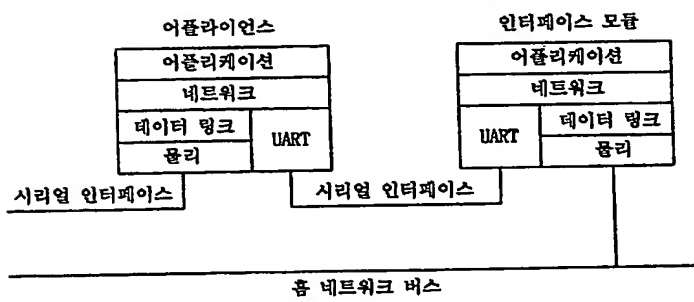 어플라이언스
어플리케이션
네트워크
데이터 링크
물리
UART
시리얼 인터페이스
인터페이스 모듈
어플리케이션
네트워크
UART
데이터 링크
물리
시리얼 인터페이스
홈 네트워크 버스